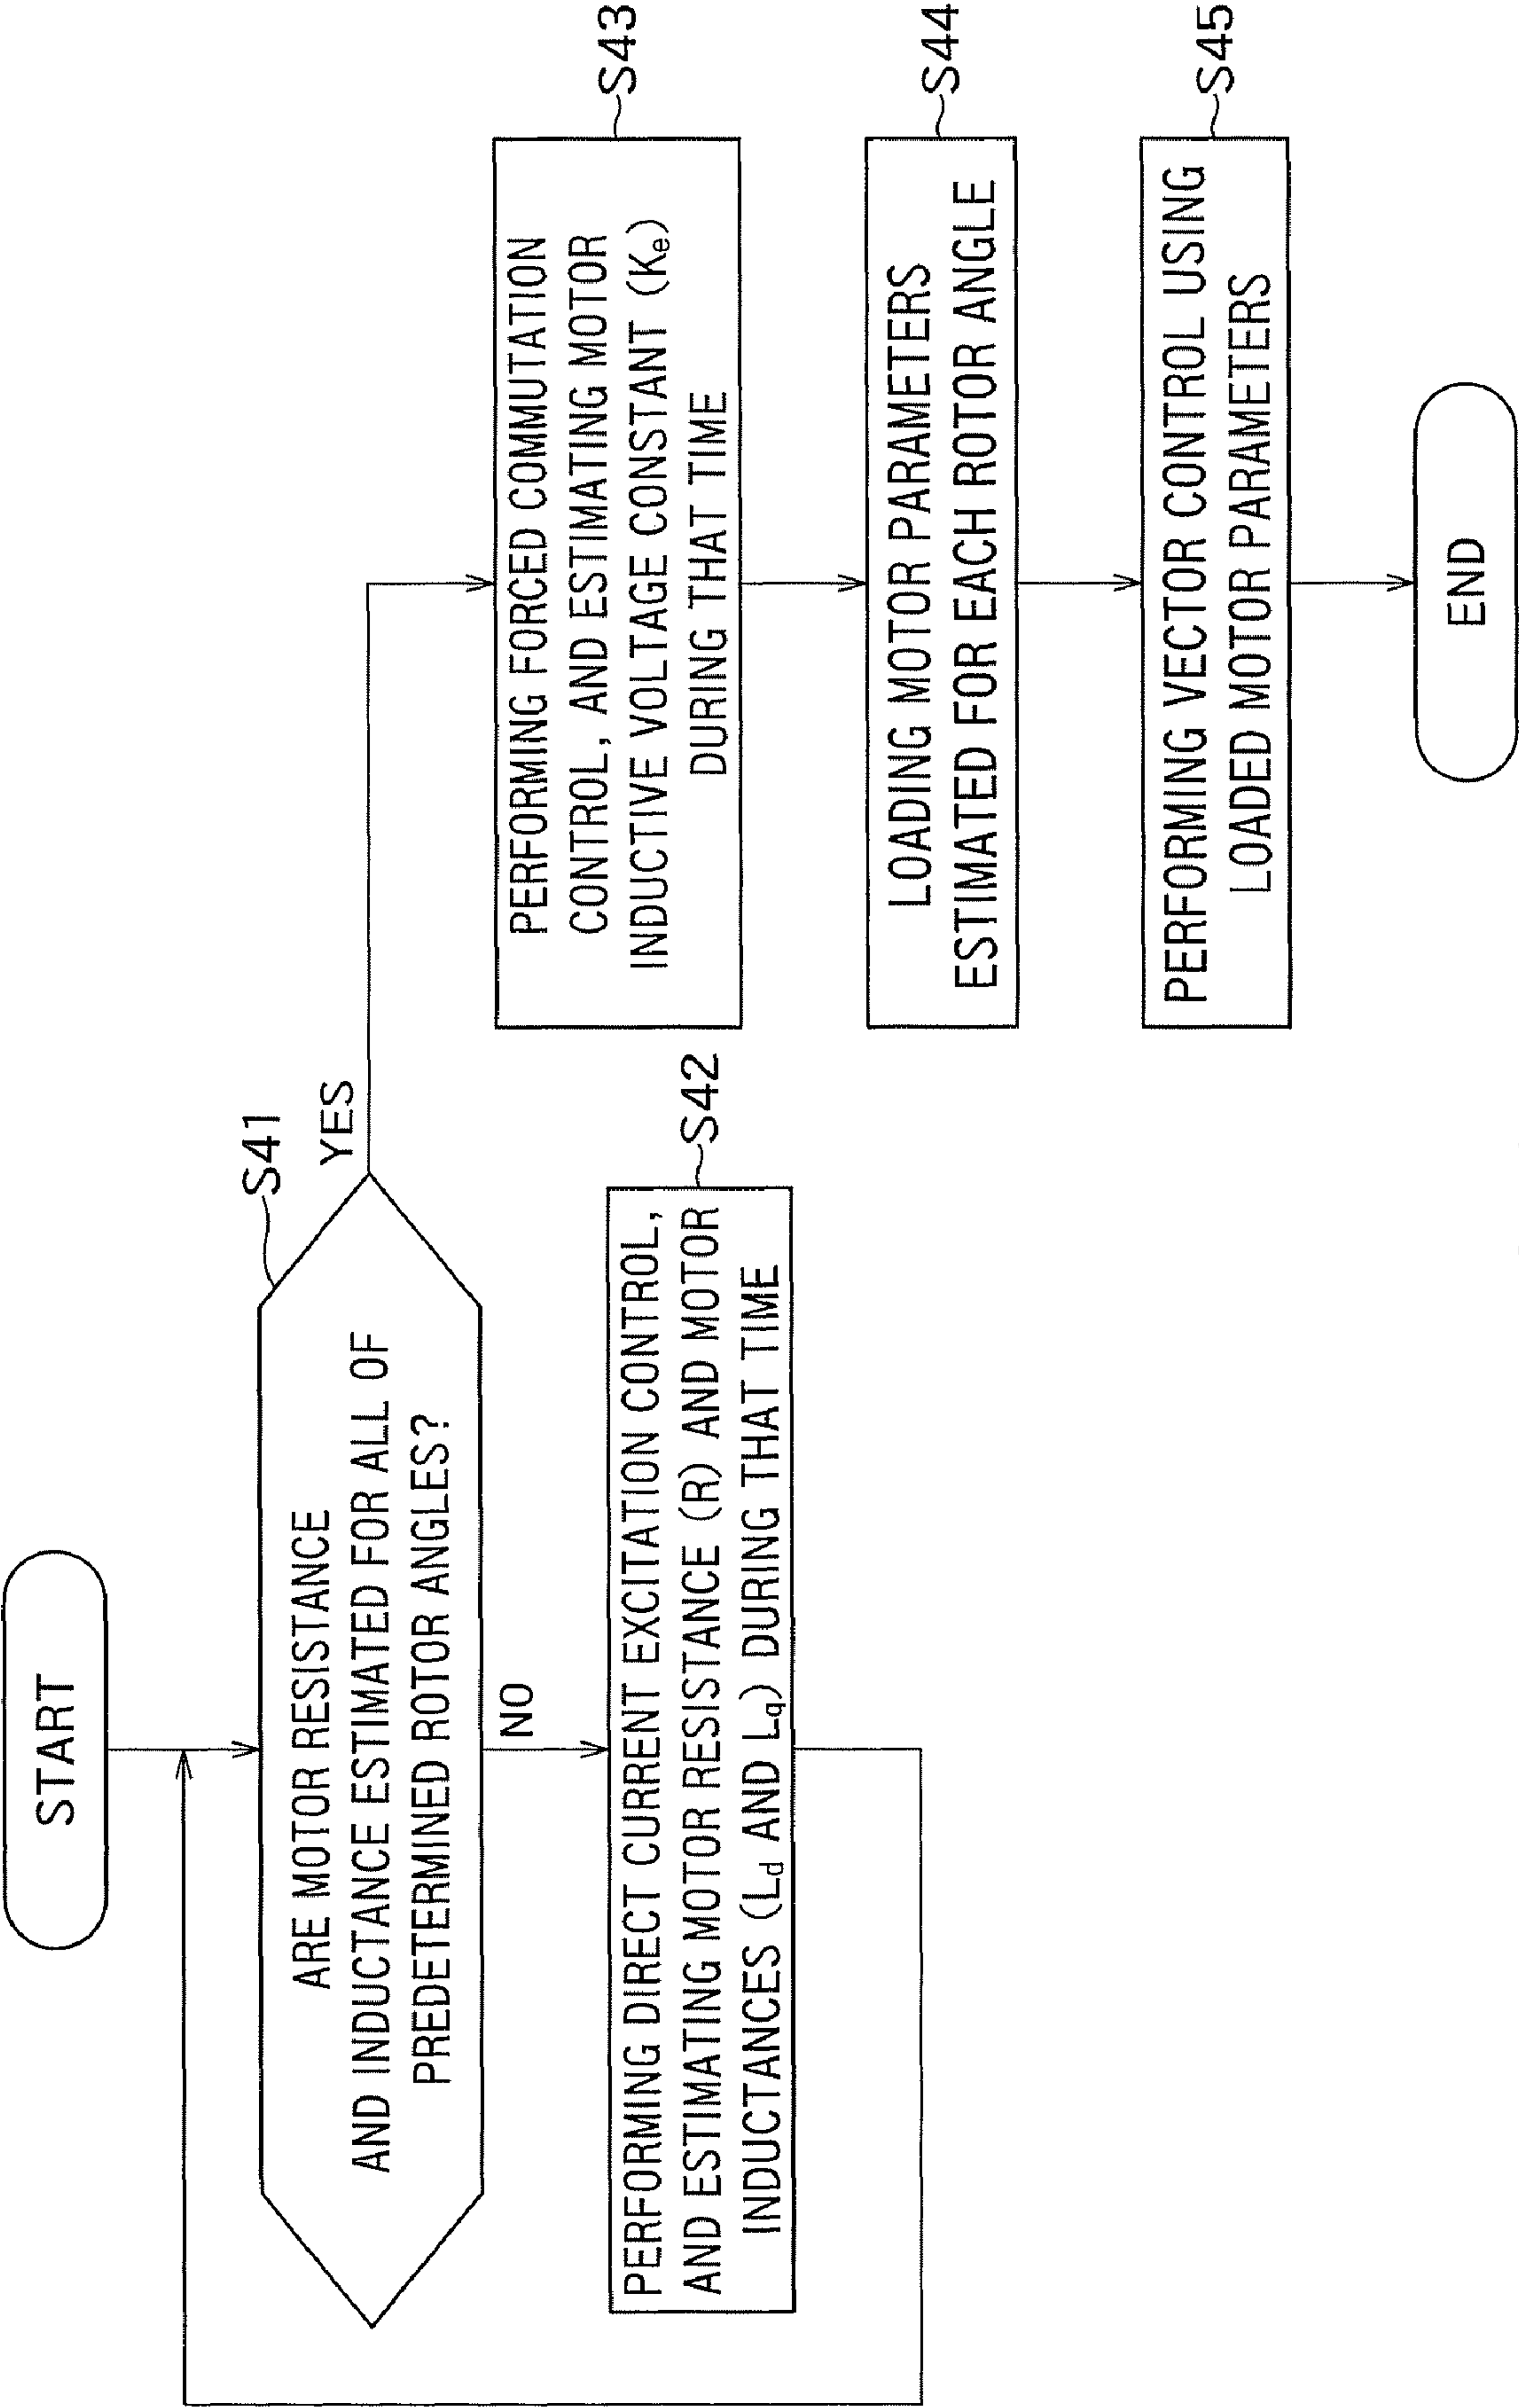 START
S41
ARE MOTOR RESISTANCE
AND INDUCTANCE ESTIMATED FOR ALL OF
PREDETERMINED ROTOR ANGLES?
YES
NO
S42
PERFORMING DIRECT CURRENT EXCITATION CONTROL,
AND ESTIMATING MOTOR RESISTANCE (R) AND MOTOR
INDUCTANCES (Ld AND Lq) DURING THAT TIME
S43
PERFORMING FORCED COMMUTATION
CONTROL, AND ESTIMATING MOTOR
INDUCTIVE VOLTAGE CONSTANT (Ke)
DURING THAT TIME
S44
LOADING MOTOR PARAMETERS
ESTIMATED FOR EACH ROTOR ANGLE
S45
PERFORMING VECTOR CONTROL USING
LOADED MOTOR PARAMETERS
END